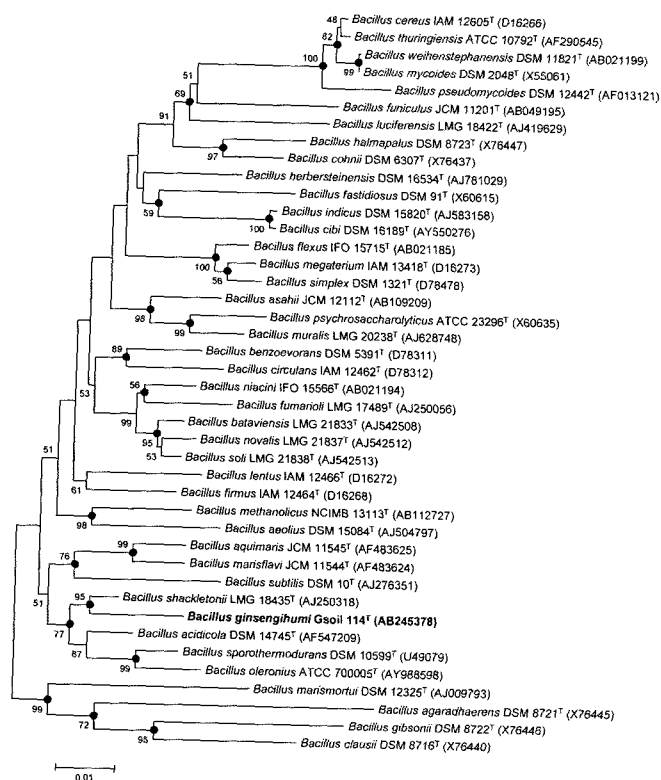 48
Bacillus cereus IAM 12605ᵀ (D16266)
82
Bacillus thuringiensis ATCC 10792ᵀ (AF290545)
100
Bacillus weihenstephanensis DSM 11821ᵀ (AB021199)
99
Bacillus mycoides DSM 2048ᵀ (X55061)
51
Bacillus pseudomycoides DSM 12442ᵀ (AF013121)
69
Bacillus funiculus JCM 11201ᵀ (AB049195)
91
Bacillus luciferensis LMG 18422ᵀ (AJ419629)
Bacillus halmapalus DSM 8723ᵀ (X76447)
97
Bacillus cohnii DSM 6307ᵀ (X76437)
Bacillus herbersteinensis DSM 16534ᵀ (AJ781029)
Bacillus fastidiosus DSM 91ᵀ (X60615)
59
Bacillus indicus DSM 15820ᵀ (AJ583158)
100
Bacillus cibi DSM 16189ᵀ (AY550276)
Bacillus flexus IFO 15715ᵀ (AB021185)
100
Bacillus megaterium IAM 13418ᵀ (D16273)
56
Bacillus simplex DSM 1321ᵀ (D78478)
Bacillus asahii JCM 12112ᵀ (AB109209)
98
Bacillus psychrosaccharolyticus ATCC 23296ᵀ (X60635)
99
Bacillus muralis LMG 20238ᵀ (AJ628748)
89
Bacillus benzoevorans DSM 5391ᵀ (D78311)
Bacillus circulans IAM 12462ᵀ (D78312)
53
56
Bacillus niacini IFO 15566ᵀ (AB021194)
Bacillus fumarioli LMG 17489ᵀ (AJ250056)
99
Bacillus bataviensis LMG 21833ᵀ (AJ542508)
95
Bacillus novalis LMG 21837ᵀ (AJ542512)
53
Bacillus soli LMG 21838ᵀ (AJ542513)
51
Bacillus lentus IAM 12466ᵀ (D16272)
61
Bacillus firmus IAM 12464ᵀ (D16268)
Bacillus methanolicus NCIMB 13113ᵀ (AB112727)
98
Bacillus aeolius DSM 15084ᵀ (AJ504797)
99
Bacillus aquimaris JCM 11545ᵀ (AF483625)
76
Bacillus marisflavi JCM 11544ᵀ (AF483624)
Bacillus subtilis DSM 10ᵀ (AJ276351)
51
95
Bacillus shackletonii LMG 18435ᵀ (AJ250318)
Bacillus ginsengihumi Gsoil 114ᵀ (AB245378)
77
Bacillus acidicola DSM 14745ᵀ (AF547209)
87
Bacillus sporothermodurans DSM 10599ᵀ (U49079)
99
Bacillus oleronius ATCC 700005ᵀ (AY988598)
Bacillus marismortui DSM 12325ᵀ (AJ009793)
99
Bacillus agaradhaerens DSM 8721ᵀ (X76445)
72
Bacillus gibsonii DSM 8722ᵀ (X76446)
95
Bacillus clausii DSM 8716ᵀ (X76440)
0.01